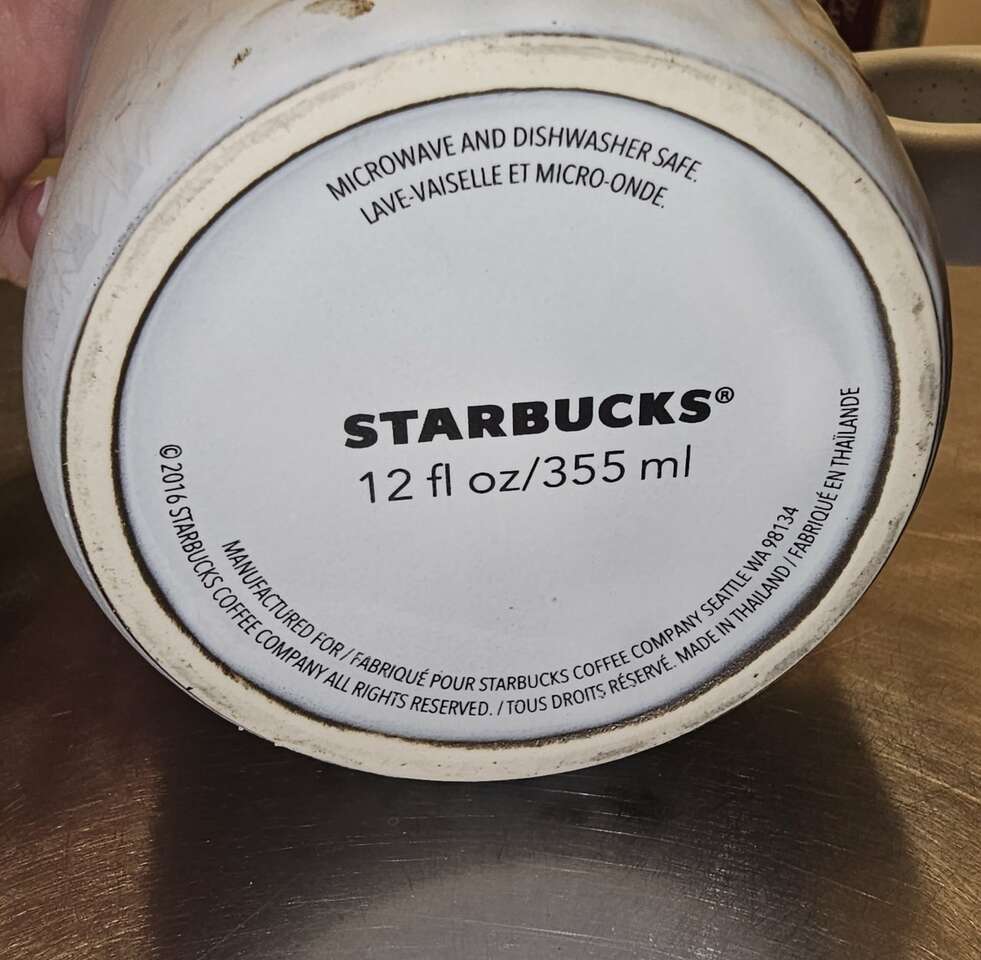 MICROWAVE AND DISHWASHER SAFE.
LAVE-VAISELLE ET MICRO-ONDE.
STARBUCKS®
12 fl oz/355 ml
MANUFACTURED FOR / FABRIQUÉ POUR STARBUCKS COFFEE COMPANY SEATTLE WA 98134
© 2016 STARBUCKS COFFEE COMPANY ALL RIGHTS RESERVED. / TOUS DROITS RÉSERVÉ. MADE IN THAILAND / FABRIQUÉ EN THAÏLANDE